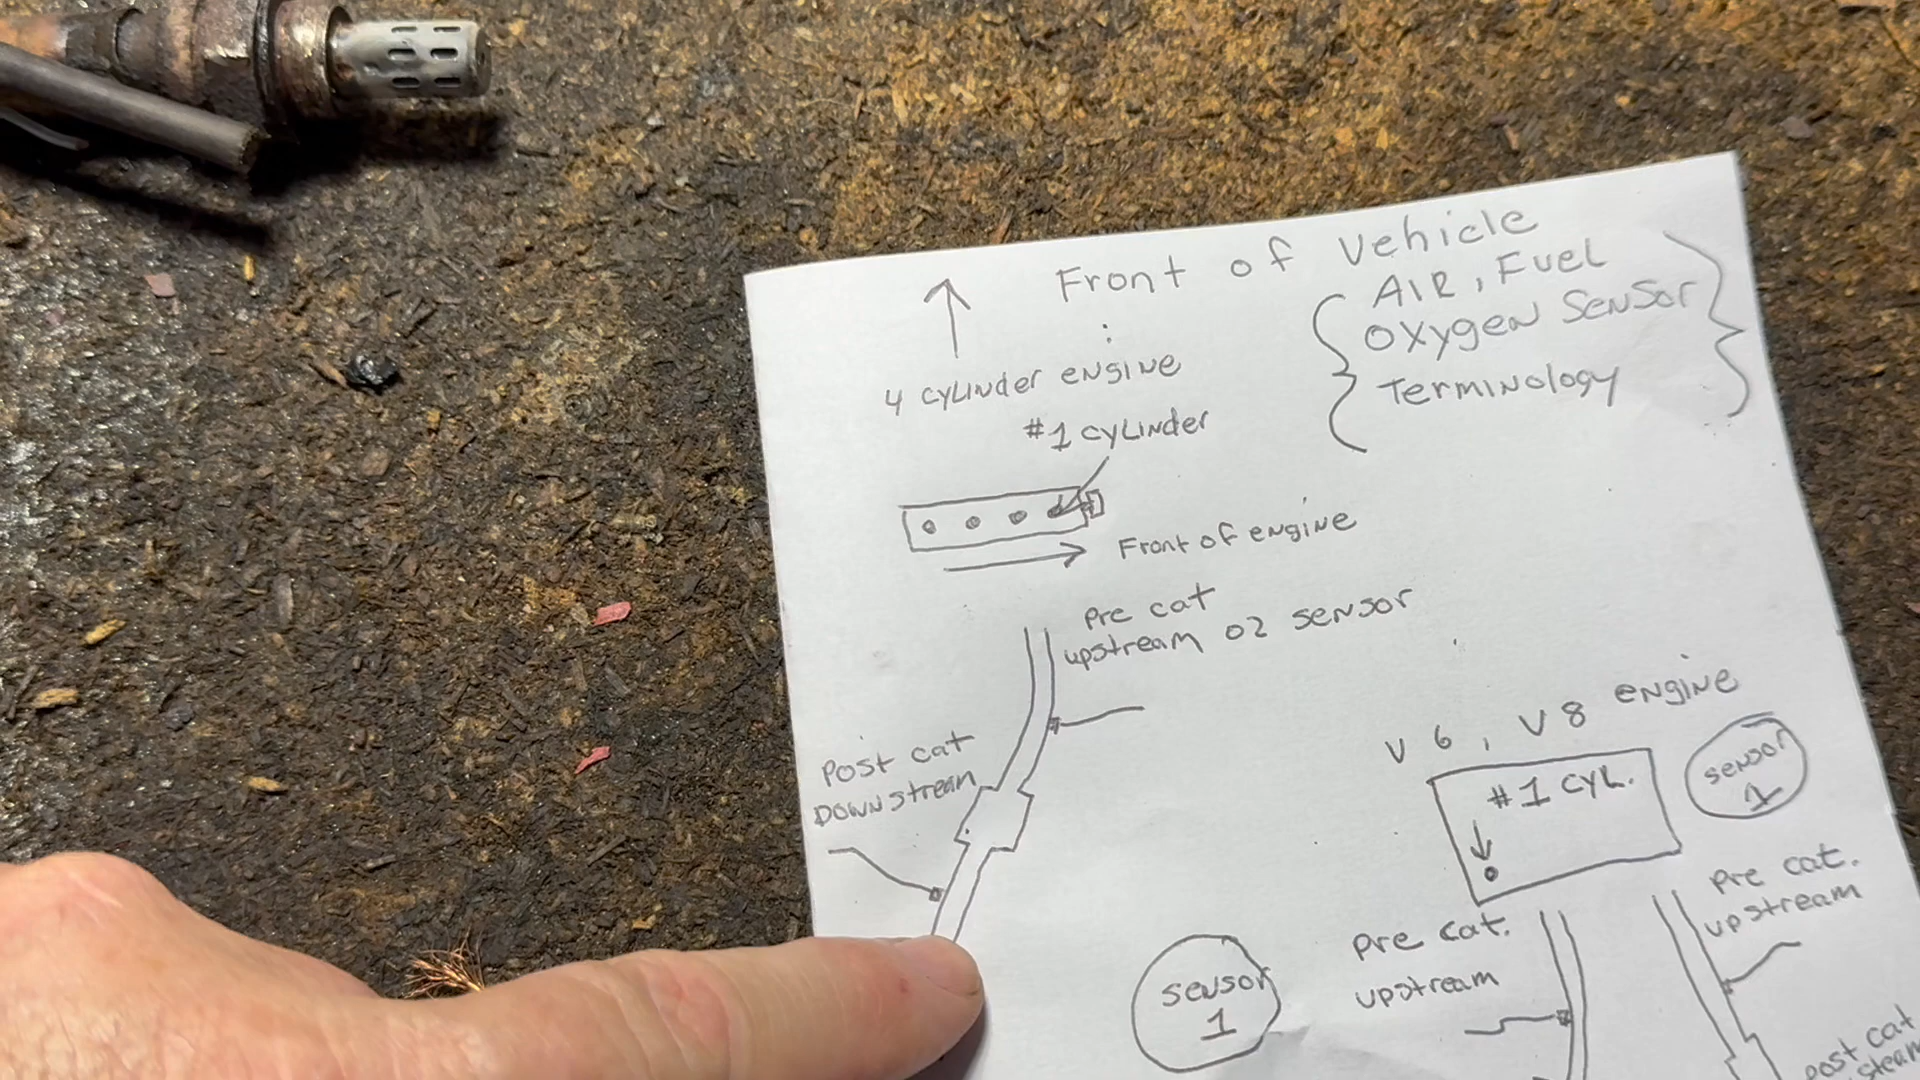 Front of vehicle
AIR, Fuel
Oxygen Sensor
Terminology
4 cylinder engine
#1 cylinder
Front of engine
Pre cat
upstream O2 sensor
Post cat
Downstream
V6, V8 engine
#1 CYL.
sensor
1
Pre cat.
upstream
Pre cat.
upstream
sensor
1
Post cat